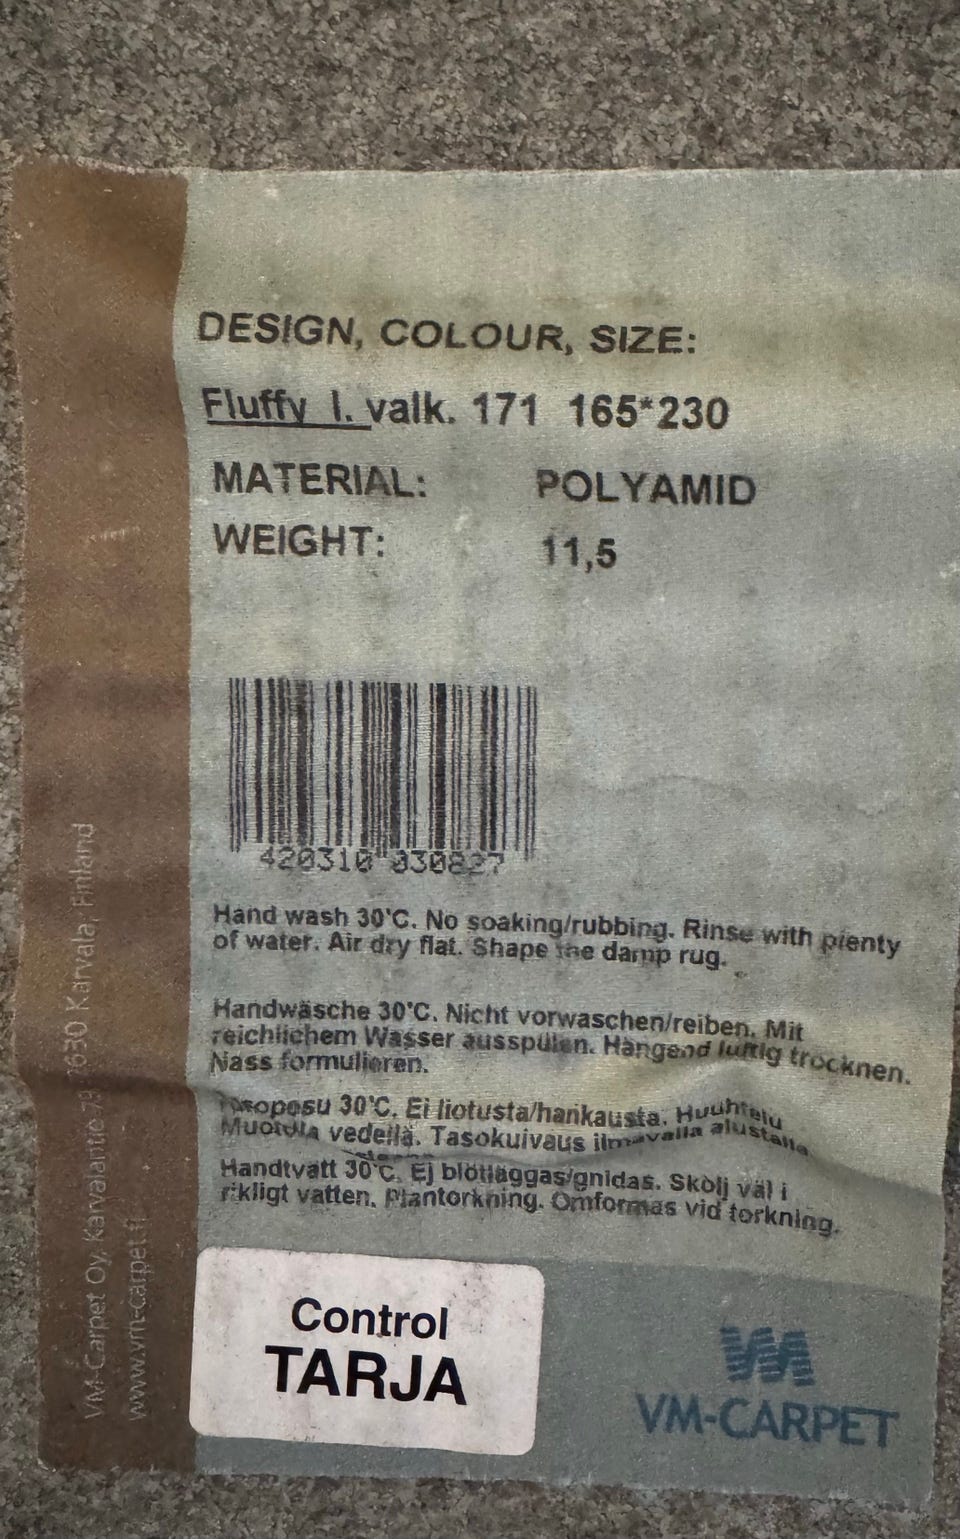 DESIGN, COLOUR, SIZE:
Fluffy l. valk. 171 165*230
MATERIAL: POLYAMID
WEIGHT: 11,5
420310 030827
Hand wash 30'C. No soaking/rubbing. Rinse with plenty
of water. Air dry flat. Shape the damp rug.
Handwäsche 30'C. Nicht vorwaschen/reiben. Mit
reichlichem Wasser ausspülen. Hängend luftig trocknen.
Nass formulieren.
30'C. Ei liotusta/hankausta. Huuhtelu
Muotoila vedellä. Tasokuivaus ilmavalla alustalla.
Handtvatt 30'C. Ej blötläggas/gnidas. Skölj väl i
rikligt vatten. Plantorkning. Omformas vid torkning.
Control
TARJA
VM-CARPET
VM-Carpet Oy, Karvalantie Karvala, Finland
www.vm-carpet.fi